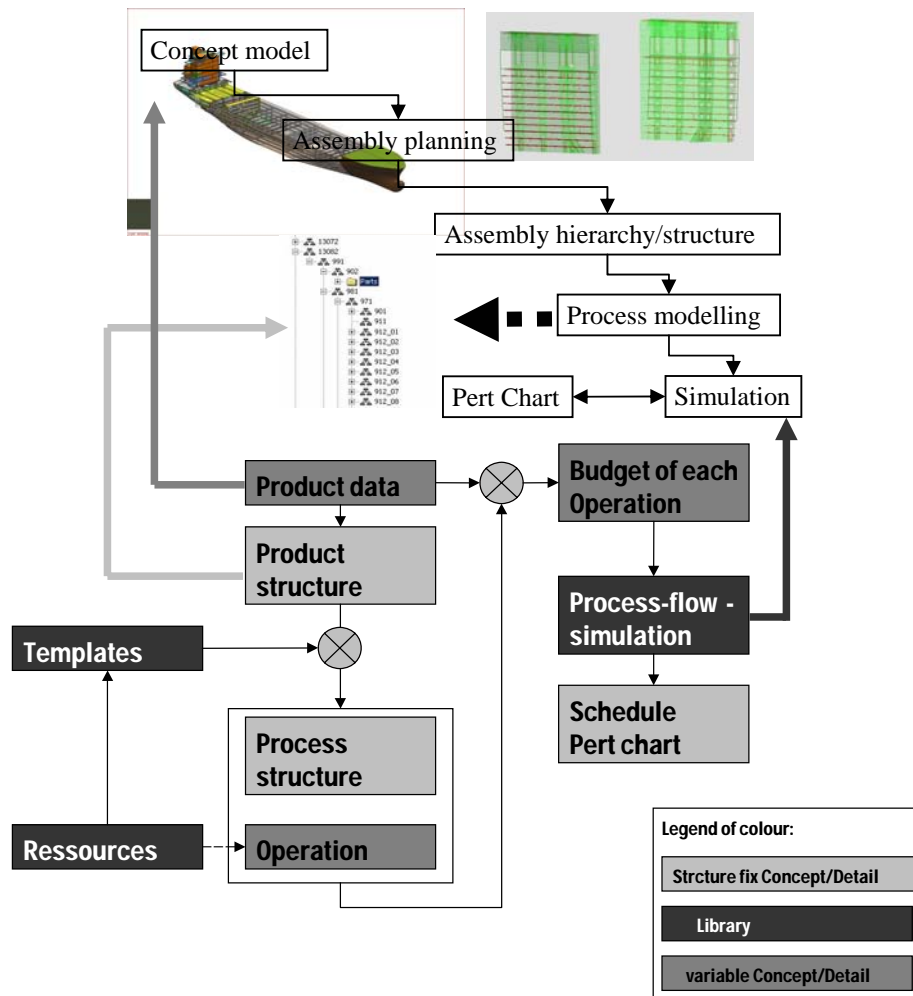 Concept model
Assembly planning
Assembly hierarchy/structure
13072
13082
991
902
Parts
981
971
901
911
912_01
912_02
912_03
912_04
912_05
912_06
912_07
912_08
Process modelling
Pert Chart
Simulation
Product data
Budget of each
Operation
Product
structure
Process-flow -
simulation
Templates
Schedule
Pert chart
Process
structure
Ressources
Operation
Legend of colour:
Strcture fix Concept/Detail
Library
variable Concept/Detail